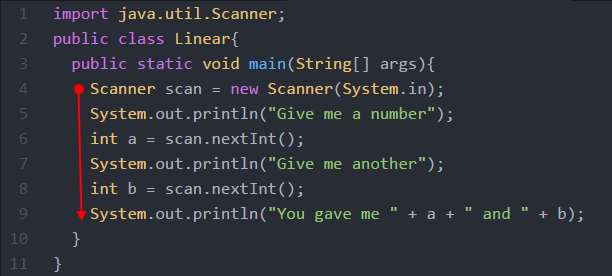 1 import java.util.Scanner;
2 public class Linear{
3 public static void main(String[] args){
4 Scanner scan = new Scanner(System.in);
5 System.out.println("Give me a number");
6 int a = scan.nextInt();
7 System.out.println("Give me another");
8 int b = scan.nextInt();
9 System.out.println("You gave me " + a + " and " + b);
10 }
11 }